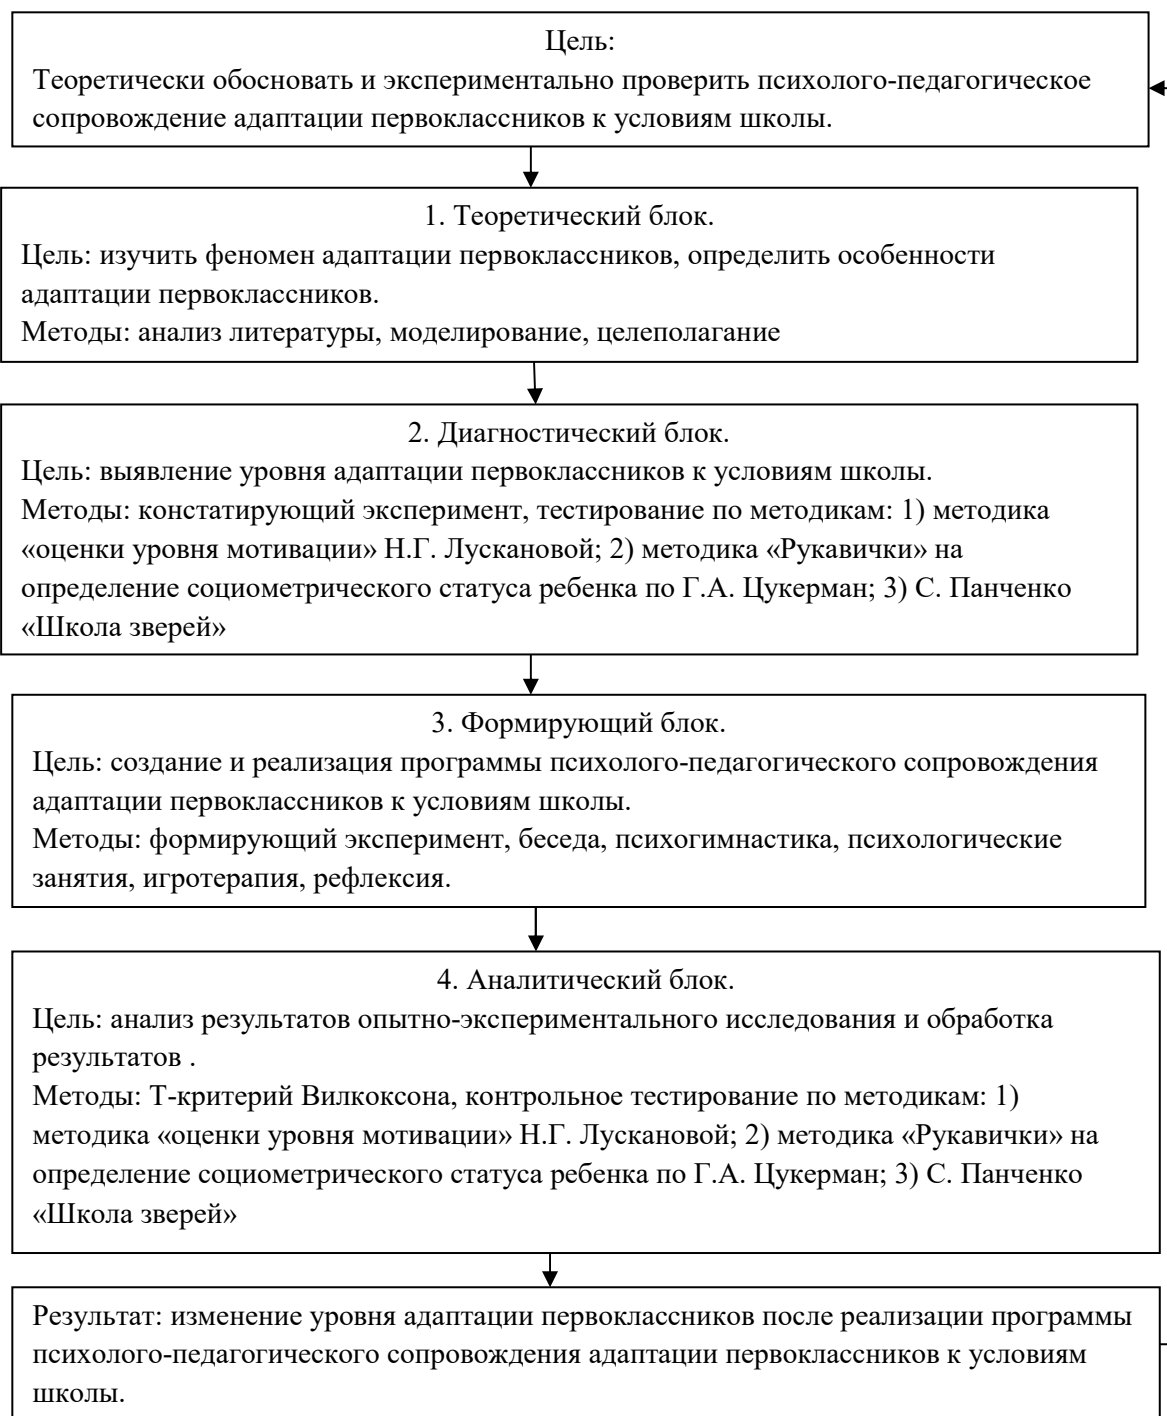 Цель:
Теоретически обосновать и экспериментально проверить психолого-педагогическое
сопровождение адаптации первоклассников к условиям школы.
1. Теоретический блок.
Цель: изучить феномен адаптации первоклассников, определить особенности
адаптации первоклассников.
Методы: анализ литературы, моделирование, целеполагание
2. Диагностический блок.
Цель: выявление уровня адаптации первоклассников к условиям школы.
Методы: констатирующий эксперимент, тестирование по методикам: 1) методика
«оценки уровня мотивации» Н.Г. Лускановой; 2) методика «Рукавички» на
определение социометрического статуса ребенка по Г.А. Цукерман; 3) С. Панченко
«Школа зверей»
3. Формирующий блок.
Цель: создание и реализация программы психолого-педагогического сопровождения
адаптации первоклассников к условиям школы.
Методы: формирующий эксперимент, беседа, психогимнастика, психологические
занятия, игротерапия, рефлексия.
4. Аналитический блок.
Цель: анализ результатов опытно-экспериментального исследования и обработка
результатов .
Методы: Т-критерий Вилкоксона, контрольное тестирование по методикам: 1)
методика «оценки уровня мотивации» Н.Г. Лускановой; 2) методика «Рукавички» на
определение социометрического статуса ребенка по Г.А. Цукерман; 3) С. Панченко
«Школа зверей»
Результат: изменение уровня адаптации первоклассников после реализации программы
психолого-педагогического сопровождения адаптации первоклассников к условиям
школы.